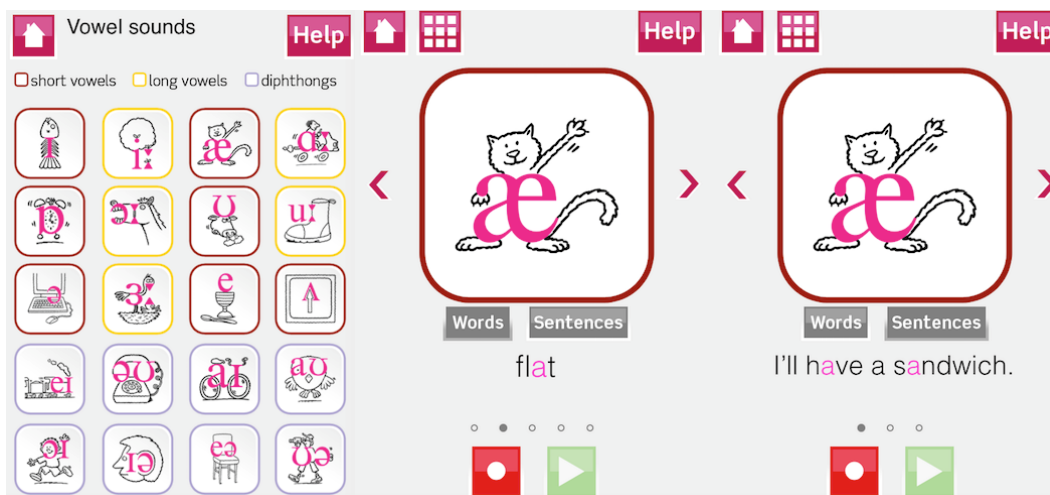 Vowel sounds
Help
short vowels long vowels diphthongs
ɪ iː æ ɑː
ɒ ɔː ʊ uː
ə ɜː e ʌ
eɪ əʊ aɪ aʊ
ɔɪ ɪə eə ʊə
Help
æ
Words Sentences
flat
Help
æ
Words Sentences
I'll have a sandwich.